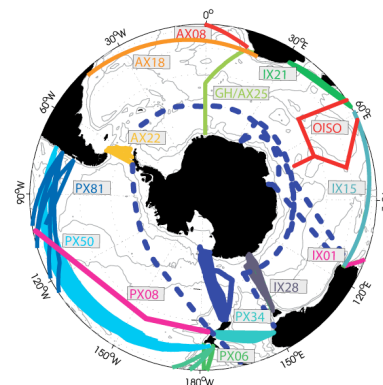 0°
30°W
AX08
30°E
AX18
IX21
60°W
GH/AX25
60°E
OISO
AX22
90°W
PX81
IX15
PX50
IX01
120°W
PX08
IX28
120°E
PX34
150°W
PX06
150°E
180°W